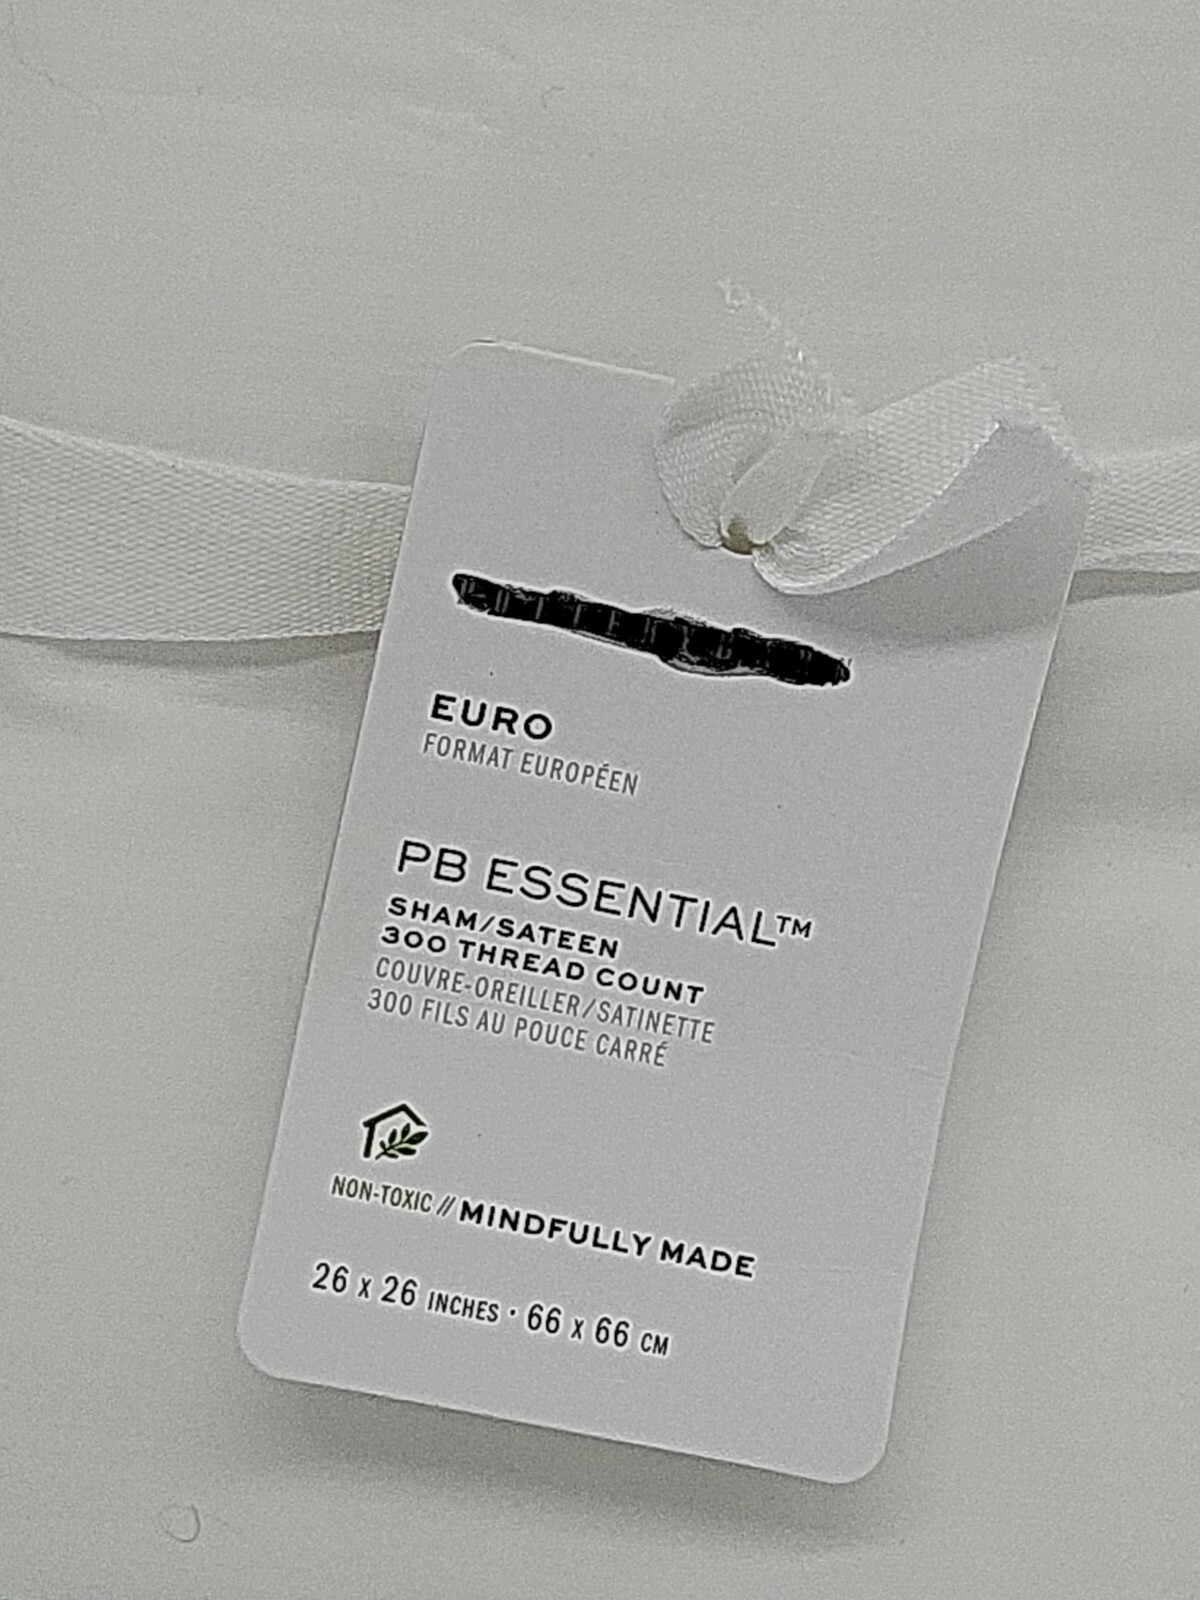 EURO
FORMAT EUROPÉEN
PB ESSENTIAL™
SHAM/SATEEN
300 THREAD COUNT
COUVRE-OREILLER/SATINETTE
300 FILS AU POUCE CARRÉ
NON-TOXIC // MINDFULLY MADE
26 x 26 INCHES · 66 x 66 CM